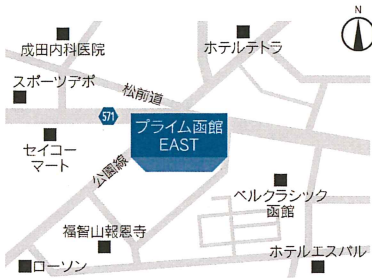 N
成田内科医院
ホテルテトラ
スポーツデポ
松前道
571
プライム函館
EAST
セイコー
マート
公園線
ベルクラシック
函館
福智山報恩寺
ホテルエスパル
ローソン